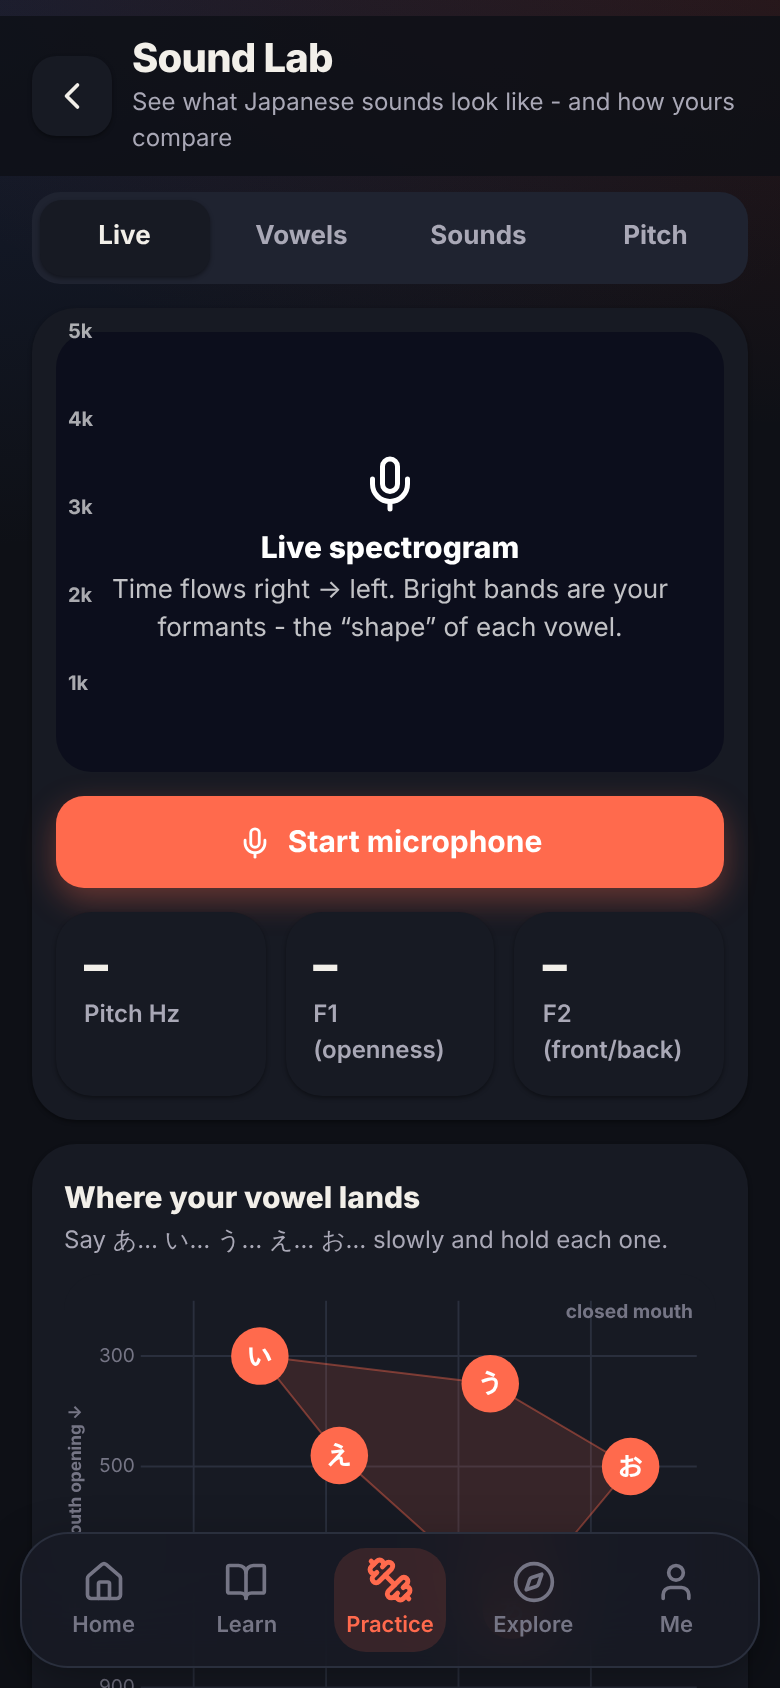 Sound Lab
See what Japanese sounds look like - and how yours
compare
Live Vowels Sounds Pitch
5k
4k
3k
2k
1k
Live spectrogram
Time flows right → left. Bright bands are your
formants - the “shape” of each vowel.
Start microphone
–
Pitch Hz
–
F1
(openness)
–
F2
(front/back)
Where your vowel lands
Say あ... い... う... え... お... slowly and hold each one.
closed mouth
300
い
う
え
500
お
opening →
Home Learn Practice Explore Me
900